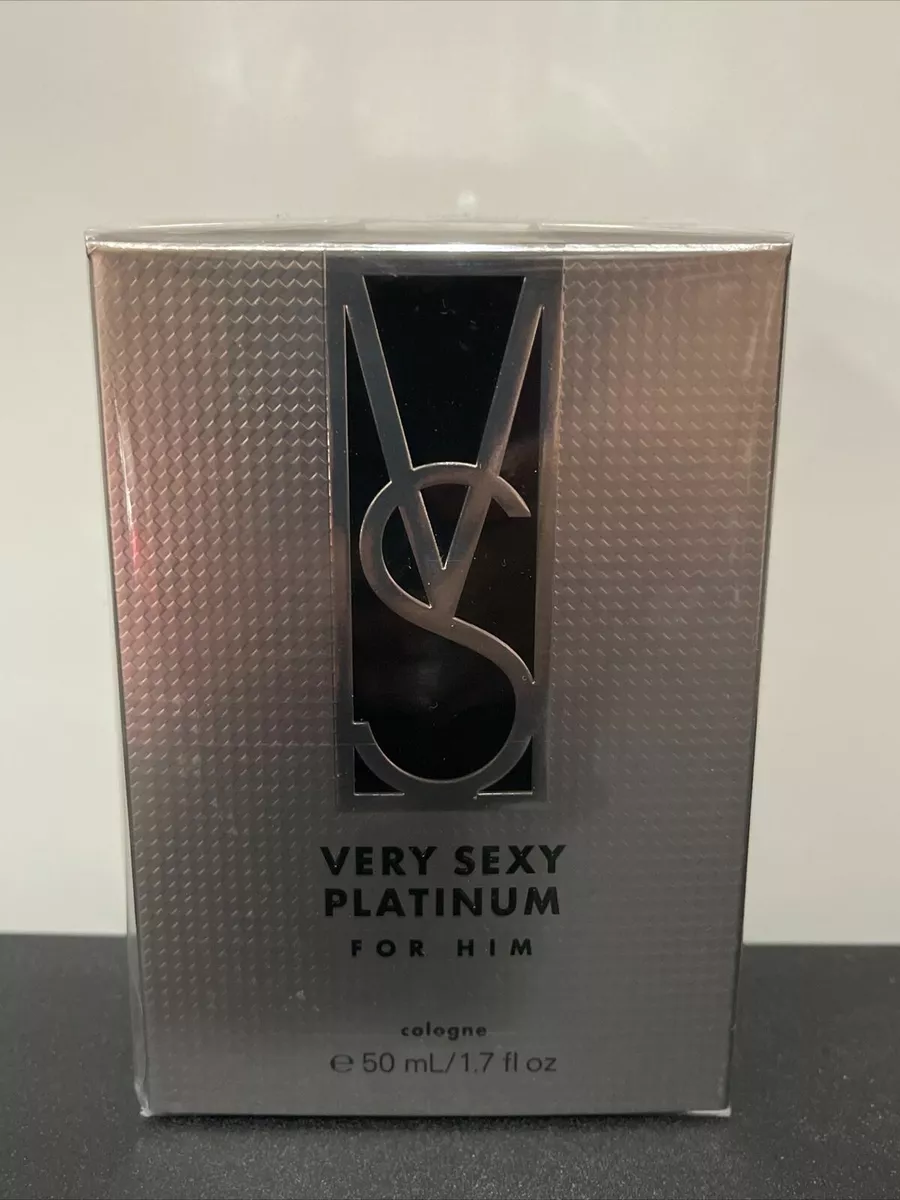 VS
VERY SEXY
PLATINUM
FOR HIM
cologne
℮ 50 mL/1.7 fl oz